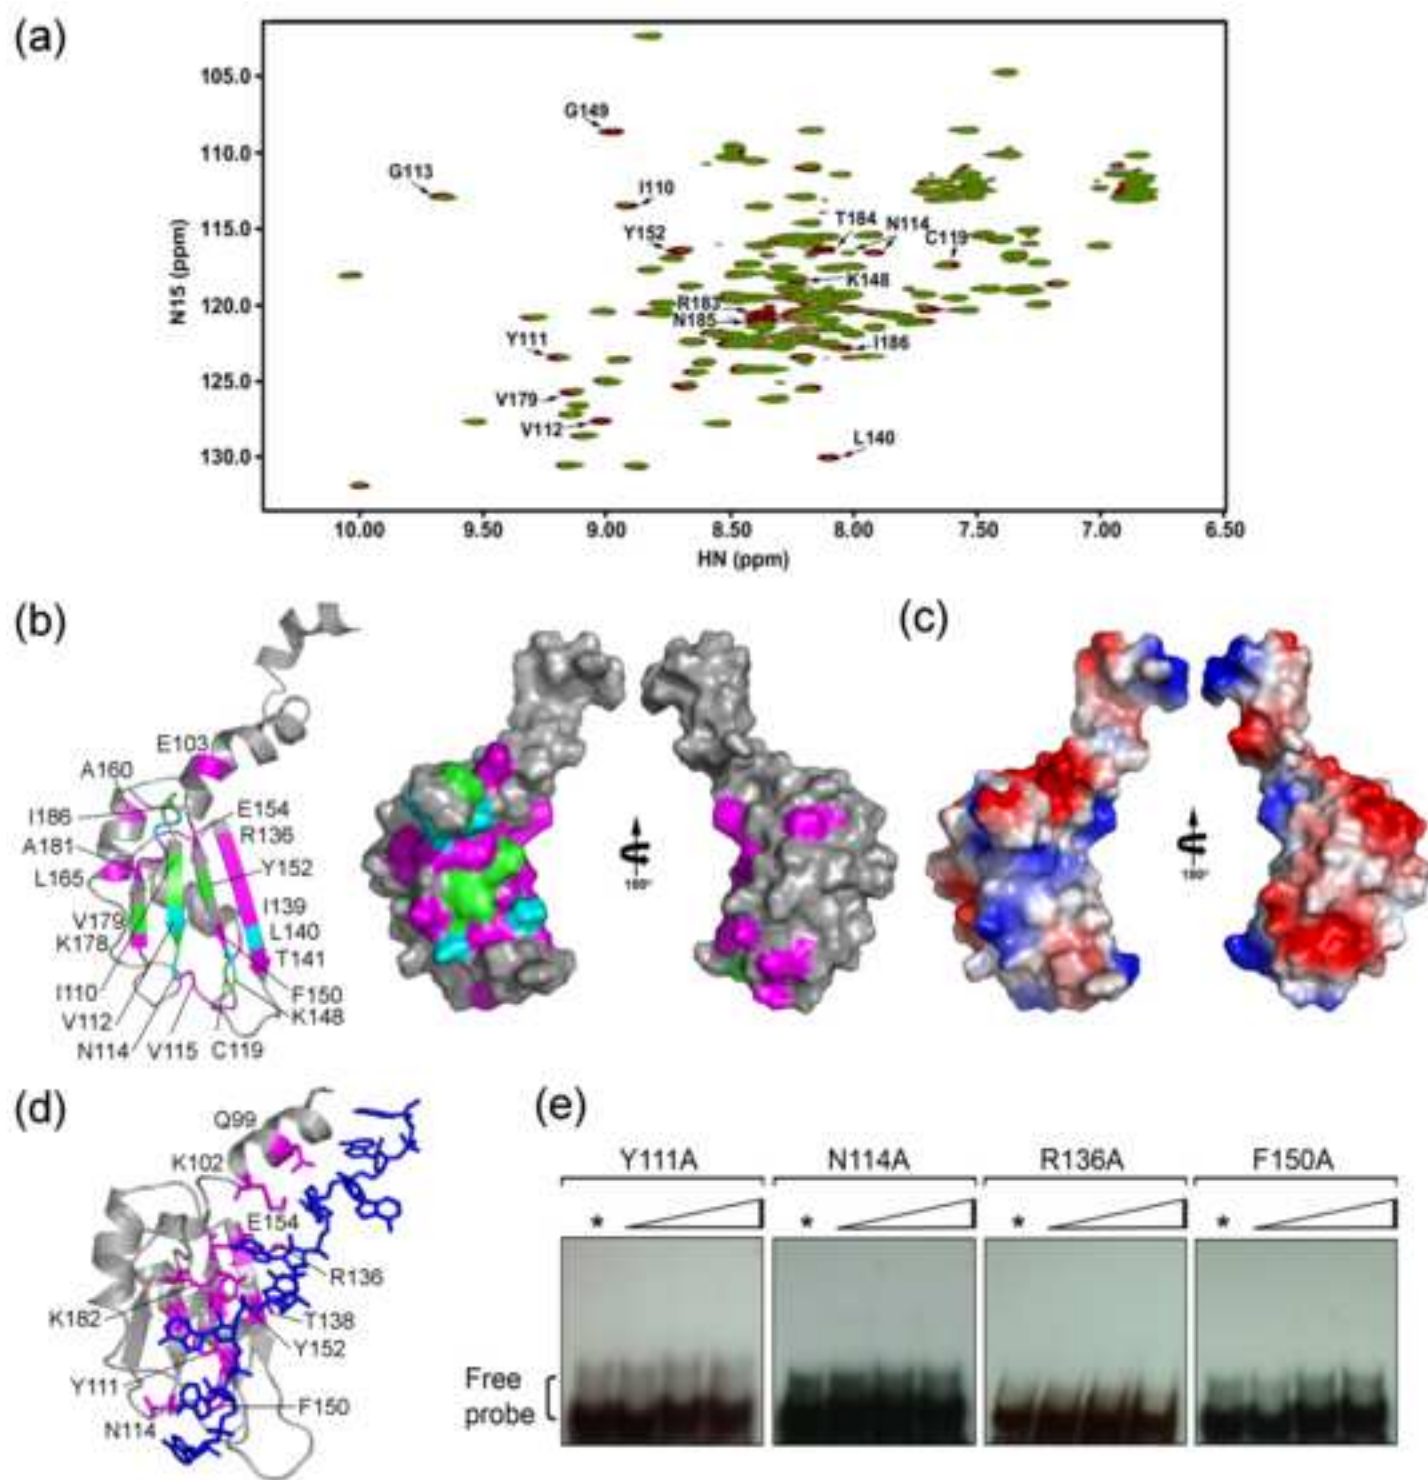 (a)
105.0
110.0
115.0
120.0
125.0
130.0
N15 (ppm)
G149
G113
I110
T184
N114
Y152
C119
K148
R183
N185
I186
Y111
V179
V112
L140
10.00
9.50
9.00
8.50
8.00
7.50
7.00
6.50
HN (ppm)
(b)
E103
A160
E154
I186
R136
A181
Y152
L165
I139
V179
L140
K178
T141
I110
F150
V112
K148
N114
V115
C119
180°
(c)
180°
(d)
Q99
K102
E154
R136
K182
T138
Y152
Y111
F150
N114
(e)
Y111A
N114A
R136A
F150A
*
*
*
*
Free
probe